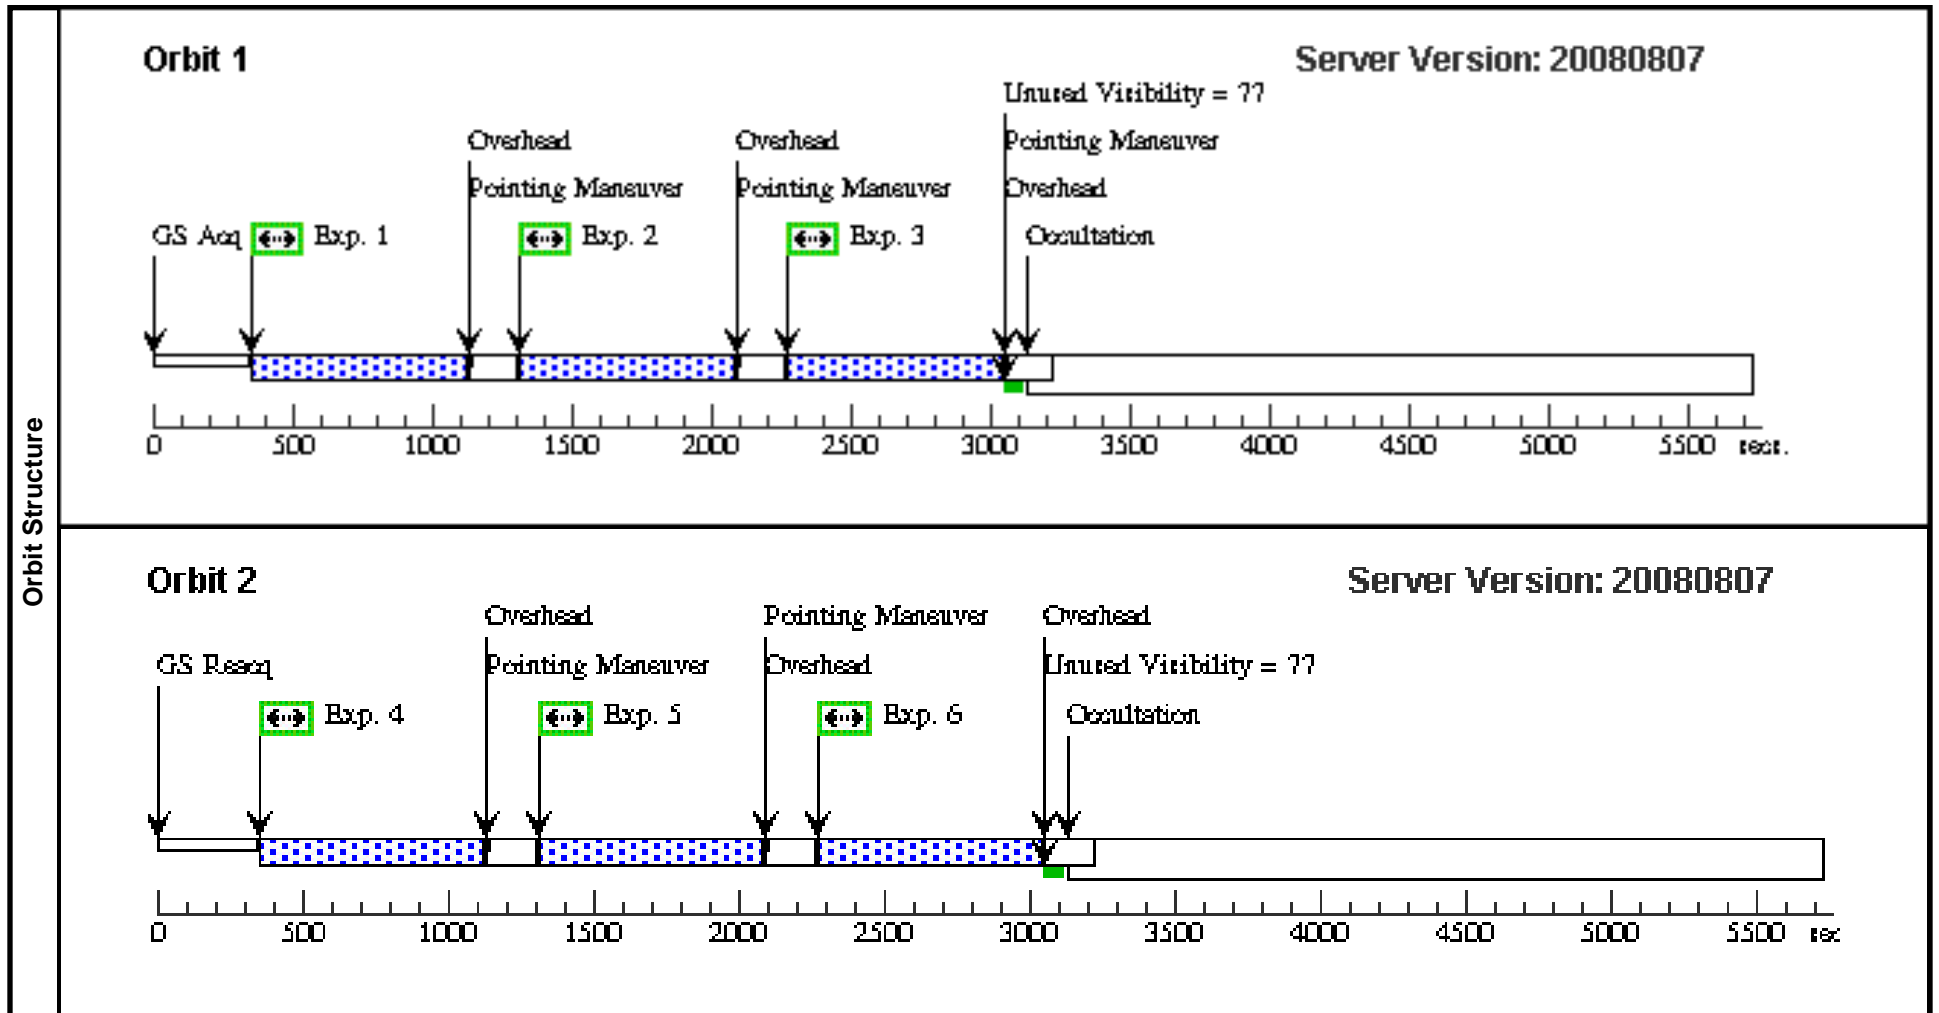 Orbit Structure
Orbit 1
Server Version: 20080807
Unused Visibility = 77
Overhead
Overhead
Pointing Maneuver
Pointing Maneuver
Pointing Maneuver
Overhead
GS Acq
Exp. 1
Exp. 2
Exp. 3
Occultation
0 500 1000 1500 2000 2500 3000 3500 4000 4500 5000 5500 secs.
Orbit 2
Server Version: 20080807
Overhead
Pointing Maneuver
Overhead
GS Reacq
Pointing Maneuver
Overhead
Unused Visibility = 77
Exp. 4
Exp. 5
Exp. 6
Occultation
0 500 1000 1500 2000 2500 3000 3500 4000 4500 5000 5500 sec